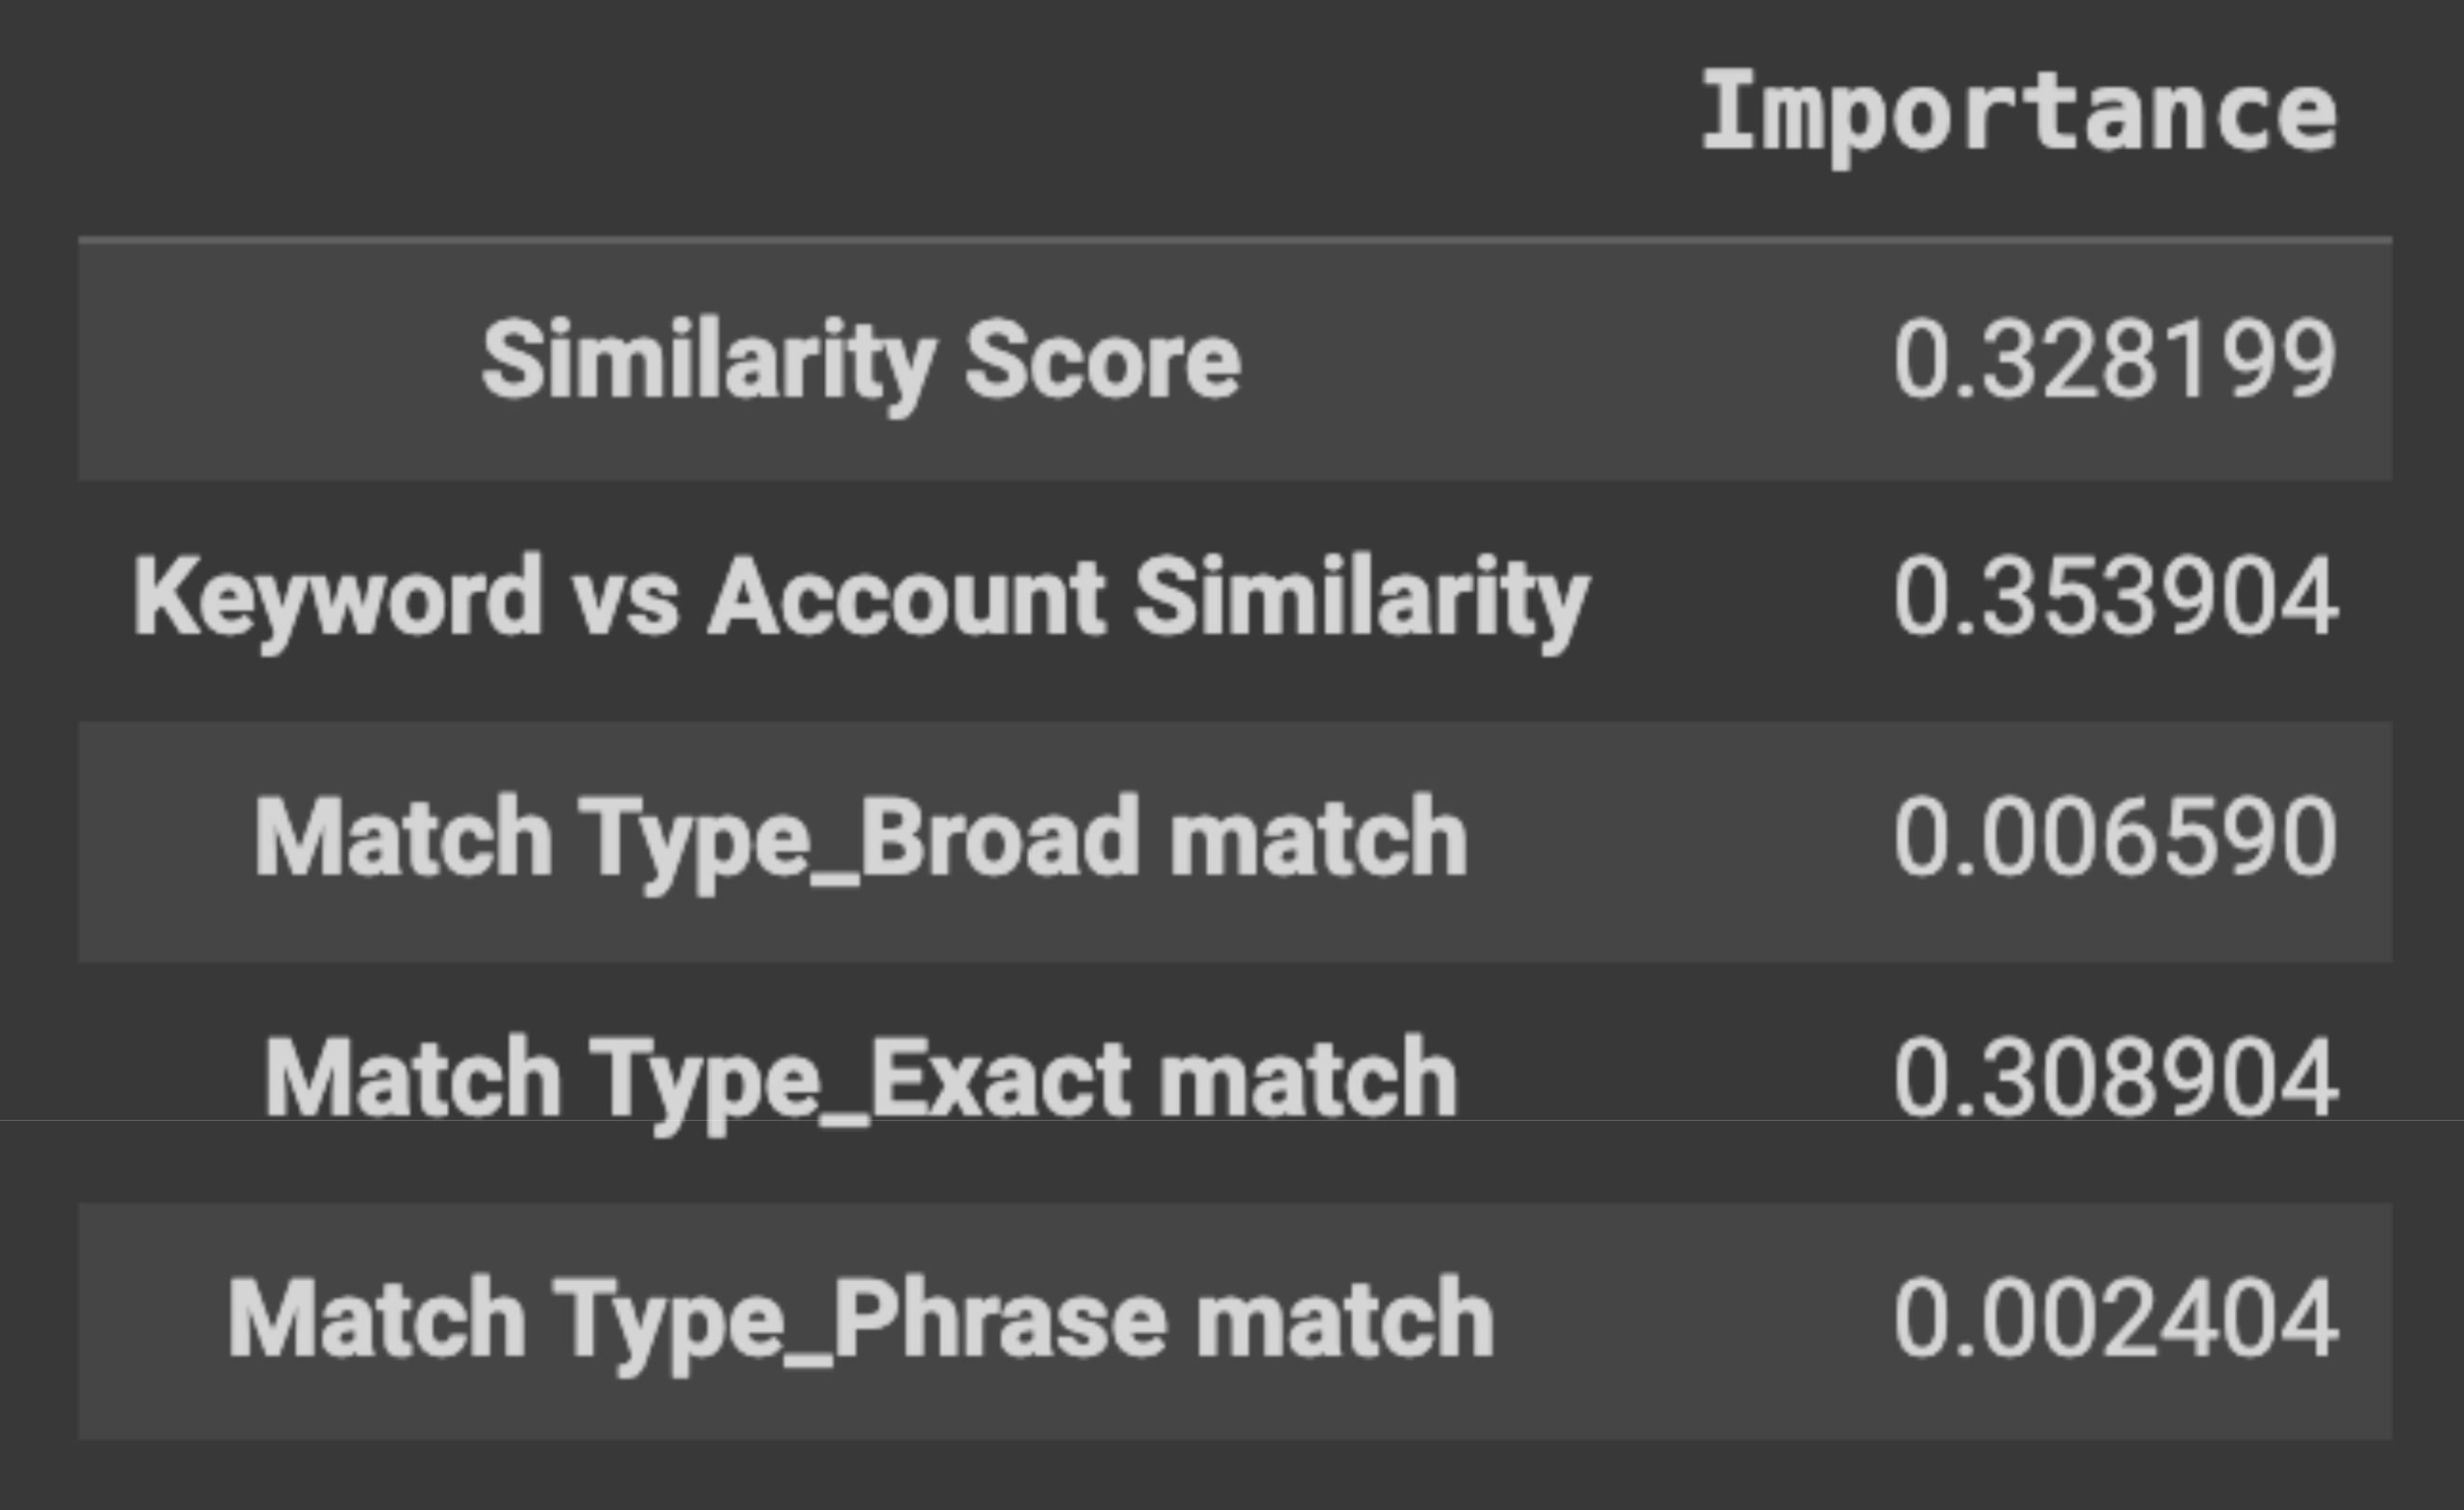 Importance
Similarity Score 0.328199
Keyword vs Account Similarity 0.353904
Match Type_Broad match 0.006590
Match Type_Exact match 0.308904
Match Type_Phrase match 0.002404